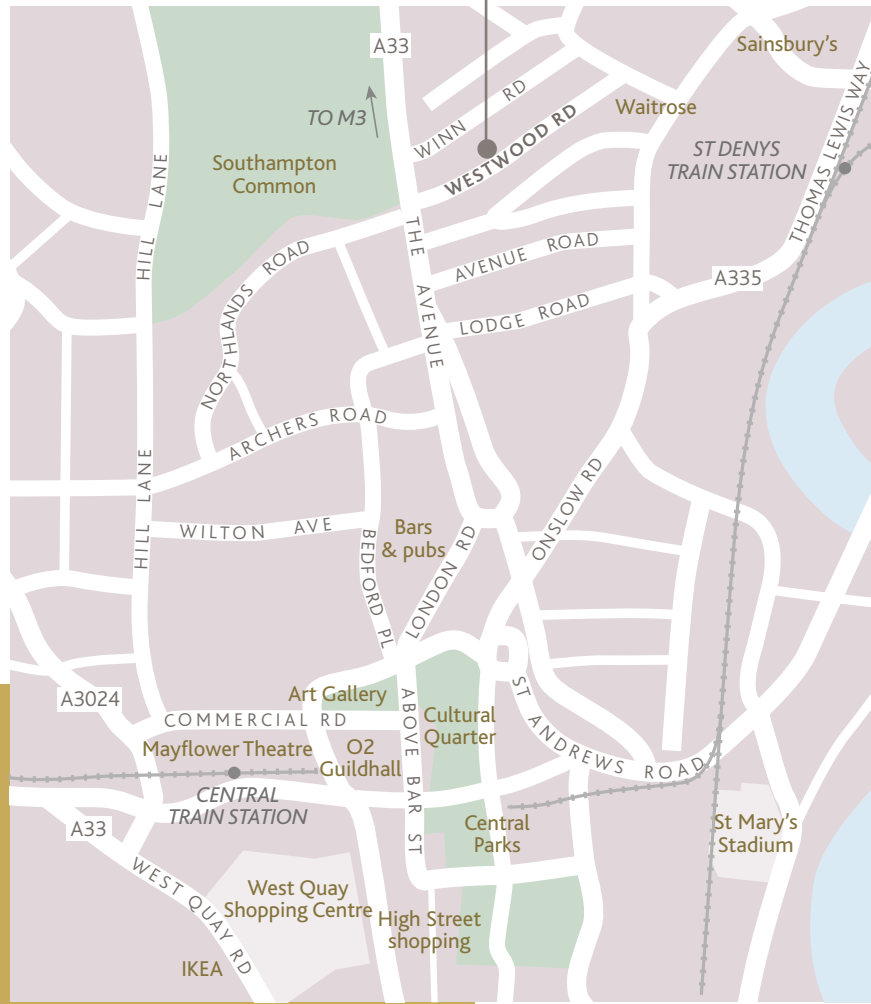 Sainsbury's
A33
WINN RD
Waitrose
TO M3
WESTWOOD RD
THOMAS LEWIS WAY
ST DENYS
TRAIN STATION
Southampton
Common
HILL LANE
THE AVENUE
NORTHLANDS ROAD
AVENUE ROAD
A335
LODGE ROAD
ARCHERS ROAD
HILL LANE
WILTON AVE
BEDFORD PL
Bars
& pubs
LONDON RD
ONSLOW RD
A3024
Art Gallery
COMMERCIAL RD
ABOVE BAR ST
Cultural
Quarter
ST ANDREWS ROAD
Mayflower Theatre
O2
Guildhall
CENTRAL
TRAIN STATION
A33
Central
Parks
St Mary's
Stadium
WEST QUAY RD
West Quay
Shopping Centre
High Street
shopping
IKEA